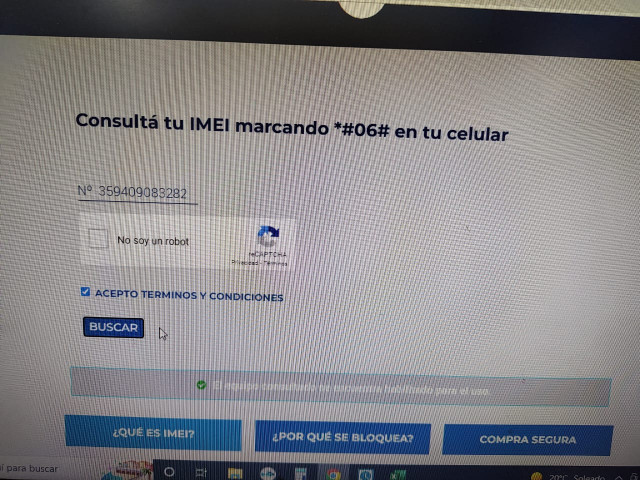 Consultá tu IMEI marcando *#06# en tu celular
Nº 359409083282
No soy un robot
reCAPTCHA
Privacidad - Términos
ACEPTO TERMINOS Y CONDICIONES
BUSCAR
El equipo consultado se encuentra habilitado para el uso.
¿QUÉ ES IMEI?
¿POR QUÉ SE BLOQUEA?
COMPRA SEGURA
í para buscar
20°C Soleado